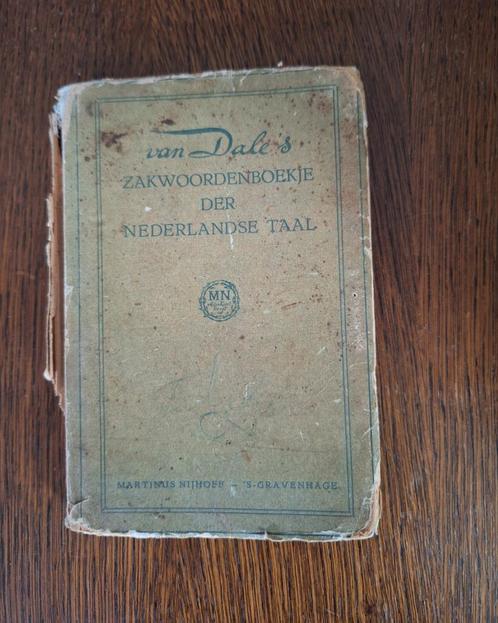 van Dale's
ZAKWOORDENBOEKJE
DER
NEDERLANDSE TAAL
MN
MARTINUS NIJHOFF – 'S-GRAVENHAGE